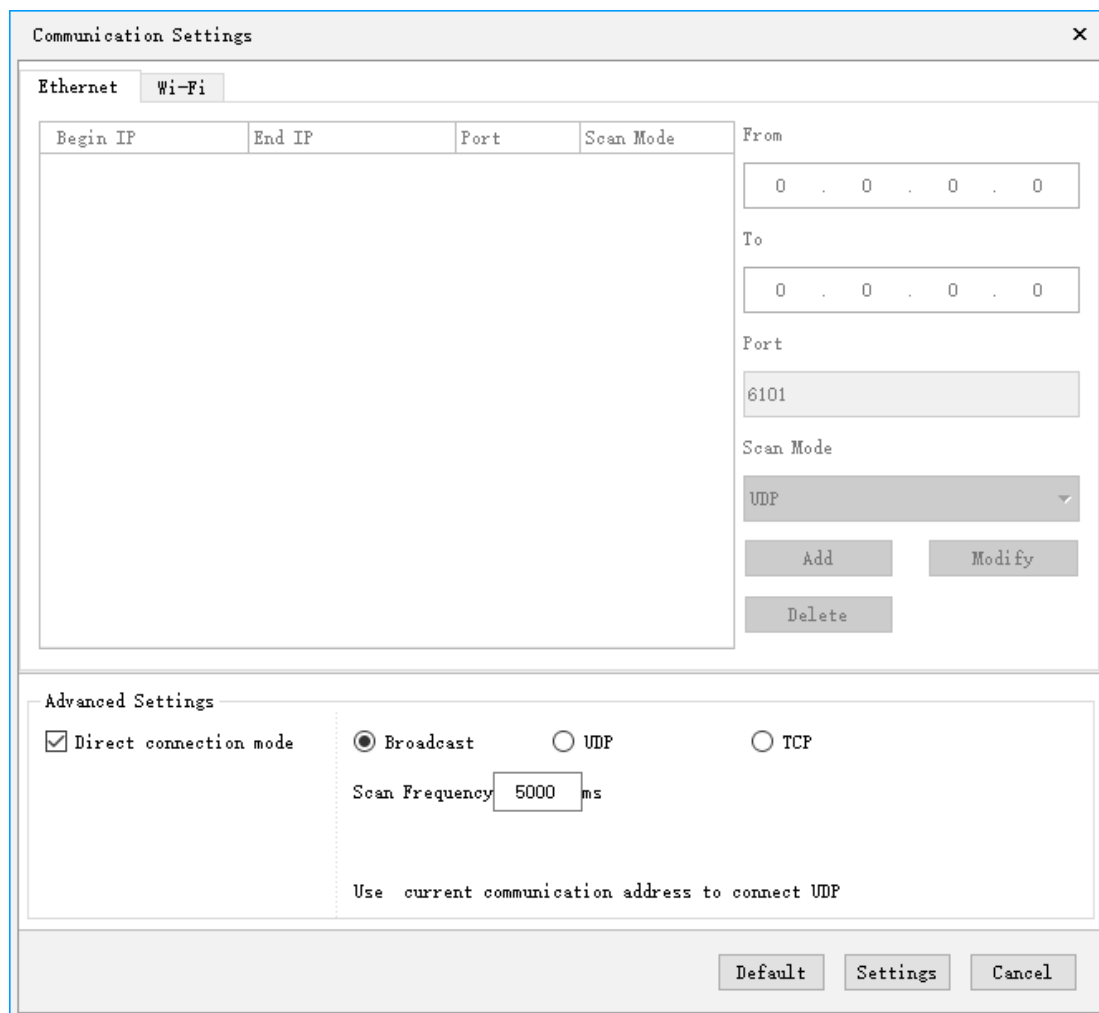 Communication Settings
Ethernet Wi-Fi
Begin IP End IP Port Scan Mode
From
0 . 0 . 0 . 0
To
0 . 0 . 0 . 0
Port
6101
Scan Mode
UDP
Add Modify
Delete
Advanced Settings
Direct connection mode Broadcast UDP TCP
Scan Frequency 5000 ms
Use current communication address to connect UDP
Default Settings Cancel